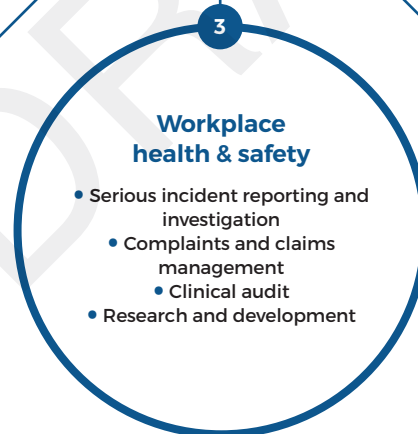 3
Workplace
health & safety
• Serious incident reporting and
investigation
• Complaints and claims
management
• Clinical audit
• Research and development